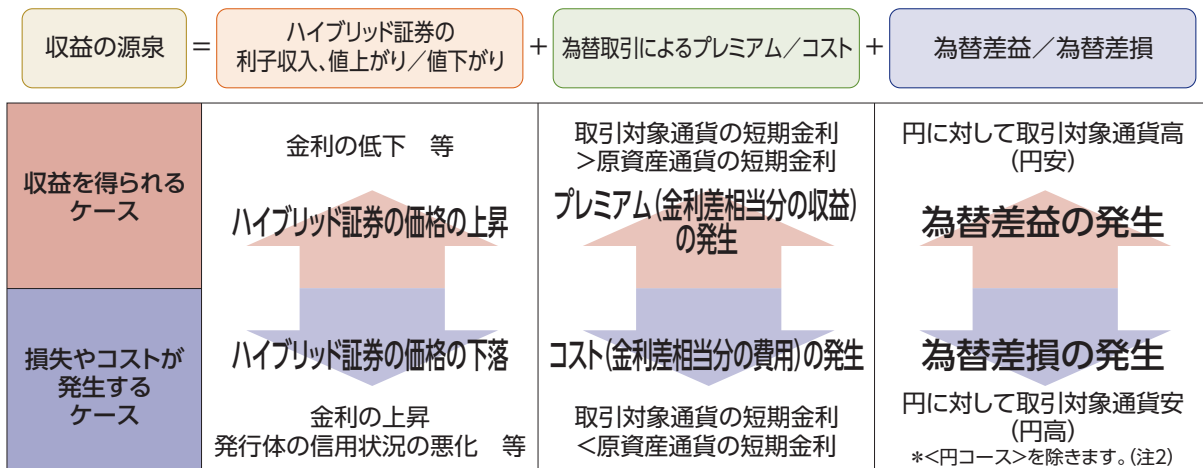 収益の源泉
=
ハイブリッド証券の
利子収入、値上がり/値下がり
+
為替取引によるプレミアム/コスト
+
為替差益/為替差損
収益を得られる
ケース
金利の低下 等
ハイブリッド証券の価格の上昇
取引対象通貨の短期金利
>原資産通貨の短期金利
プレミアム(金利差相当分の収益)
の発生
円に対して取引対象通貨高
(円安)
為替差益の発生
損失やコストが
発生する
ケース
ハイブリッド証券の価格の下落
金利の上昇
発行体の信用状況の悪化 等
コスト(金利差相当分の費用)の発生
取引対象通貨の短期金利
<原資産通貨の短期金利
為替差損の発生
円に対して取引対象通貨安
(円高)
*<円コース>を除きます。(注2)